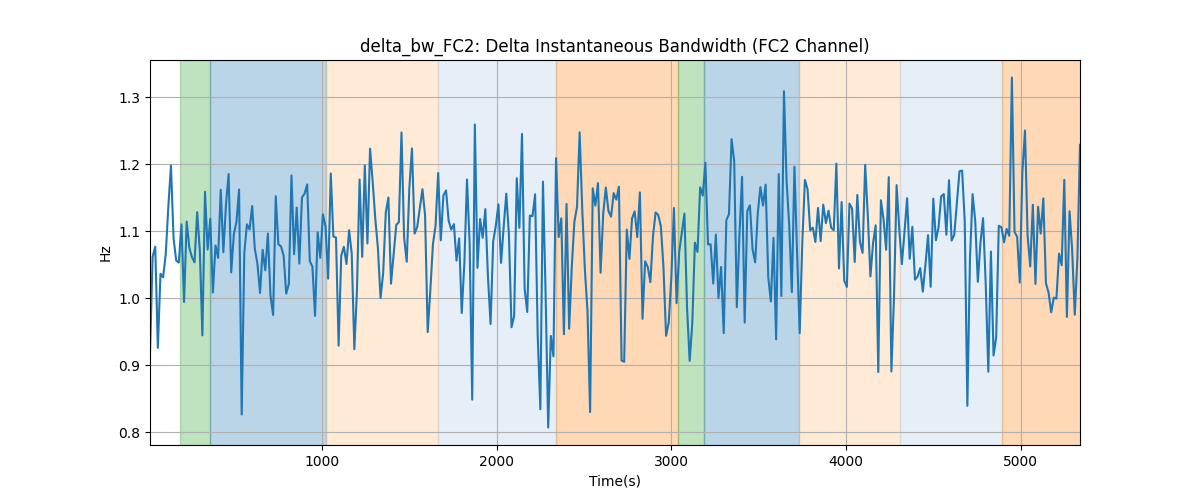 delta_bw_FC2: Delta Instantaneous Bandwidth (FC2 Channel)
1.3
1.2
1.1
1.0
0.9
0.8
Hz
1000 2000 3000 4000 5000
Time(s)